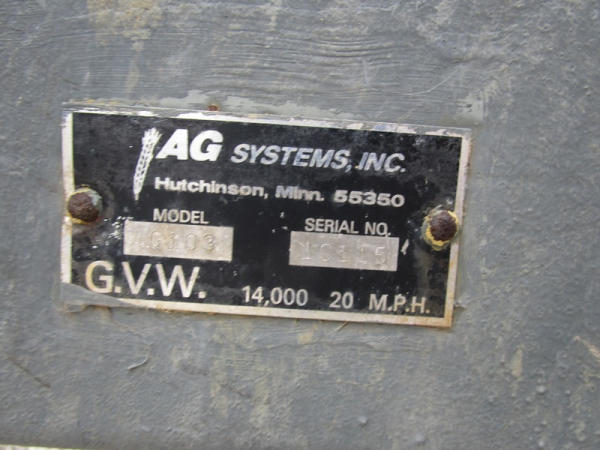 AG SYSTEMS, INC.
Hutchinson, Minn. 55350
MODEL SERIAL NO.
G.V.W. 14,000 20 M.P.H.